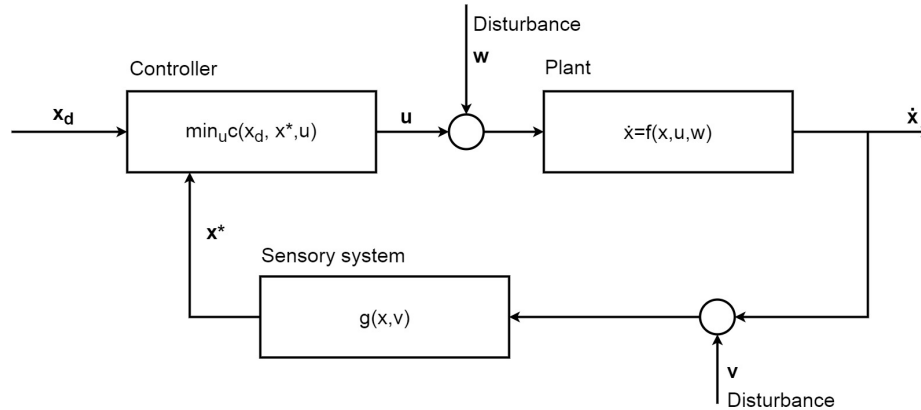 Disturbance
w
Controller
Plant
x_d
min_u c(x_d, x*,u)
u
ẋ=f(x,u,w)
ẋ
x*
Sensory system
g(x,v)
v
Disturbance